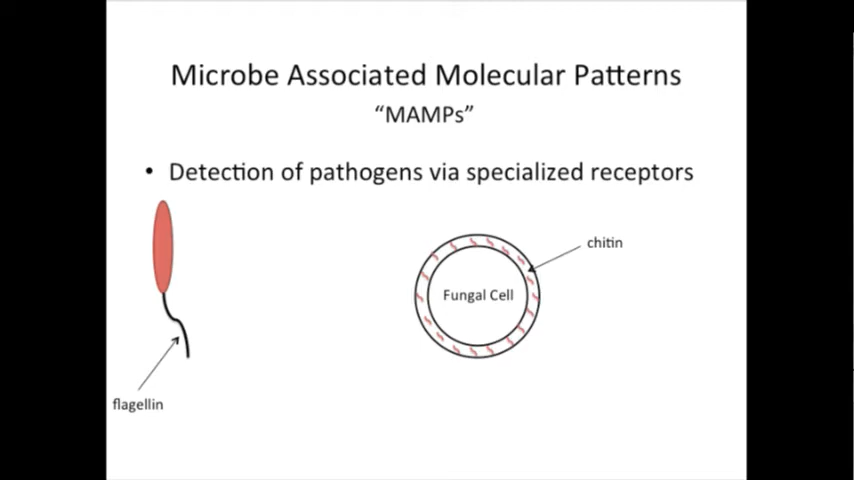 Microbe Associated Molecular Patterns
“MAMPs”
• Detection of pathogens via specialized receptors
chitin
Fungal Cell
flagellin